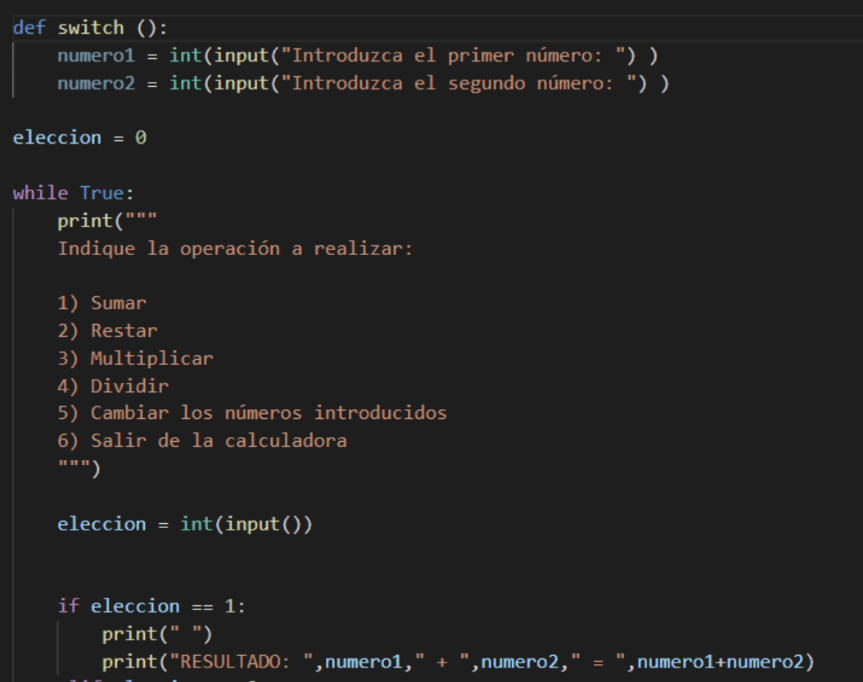 def switch ():
    numero1 = int(input("Introduzca el primer número: ") )
    numero2 = int(input("Introduzca el segundo número: ") )

eleccion = 0

while True:
    print("""
    Indique la operación a realizar:

    1) Sumar
    2) Restar
    3) Multiplicar
    4) Dividir
    5) Cambiar los números introducidos
    6) Salir de la calculadora
    """)

    eleccion = int(input())


    if eleccion == 1:
        print(" ")
        print("RESULTADO: ",numero1," + ",numero2," = ",numero1+numero2)